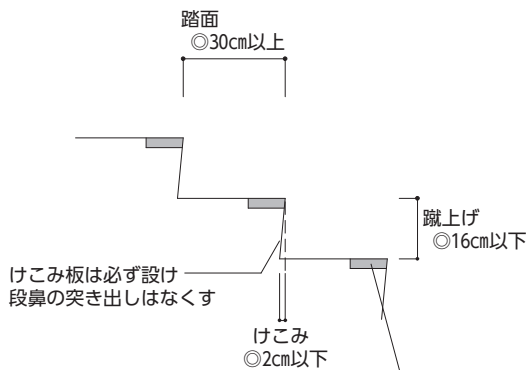 踏面
◎30cm以上
蹴上げ
◎16cm以下
けこみ板は必ず設け
段鼻の突き出しはなくす
けこみ
◎2cm以下